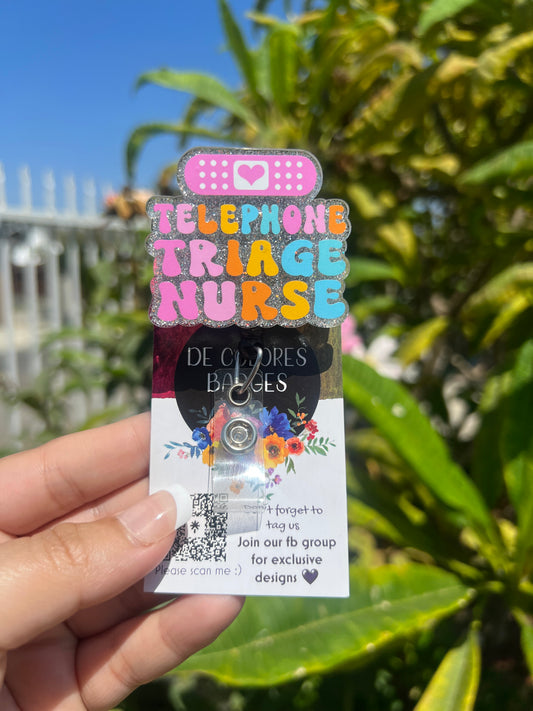 TELEPHONE
TRIAGE
NURSE
DE COLORES
BADGES
Don't forget to
tag us
Join our fb group
for exclusive
designs 🖤
Please scan me :)